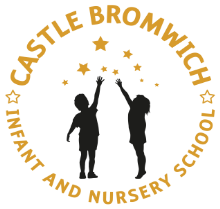 CASTLE BROMWICH
INFANT AND NURSERY SCHOOL